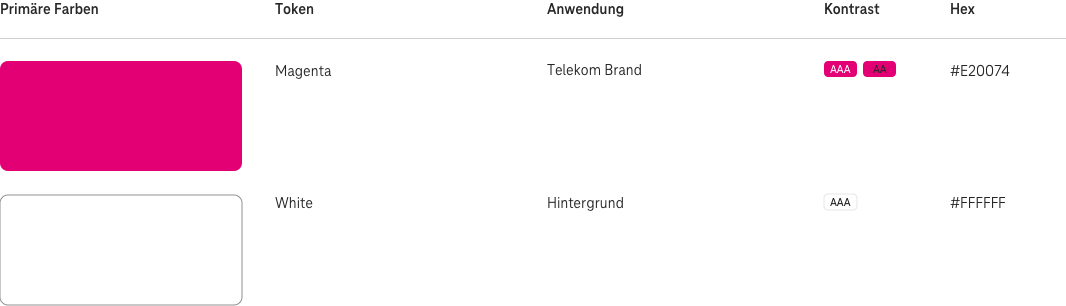 Primäre Farben Token Anwendung Kontrast Hex
Magenta Telekom Brand AAA AA #E20074
White Hintergrund AAA #FFFFFF